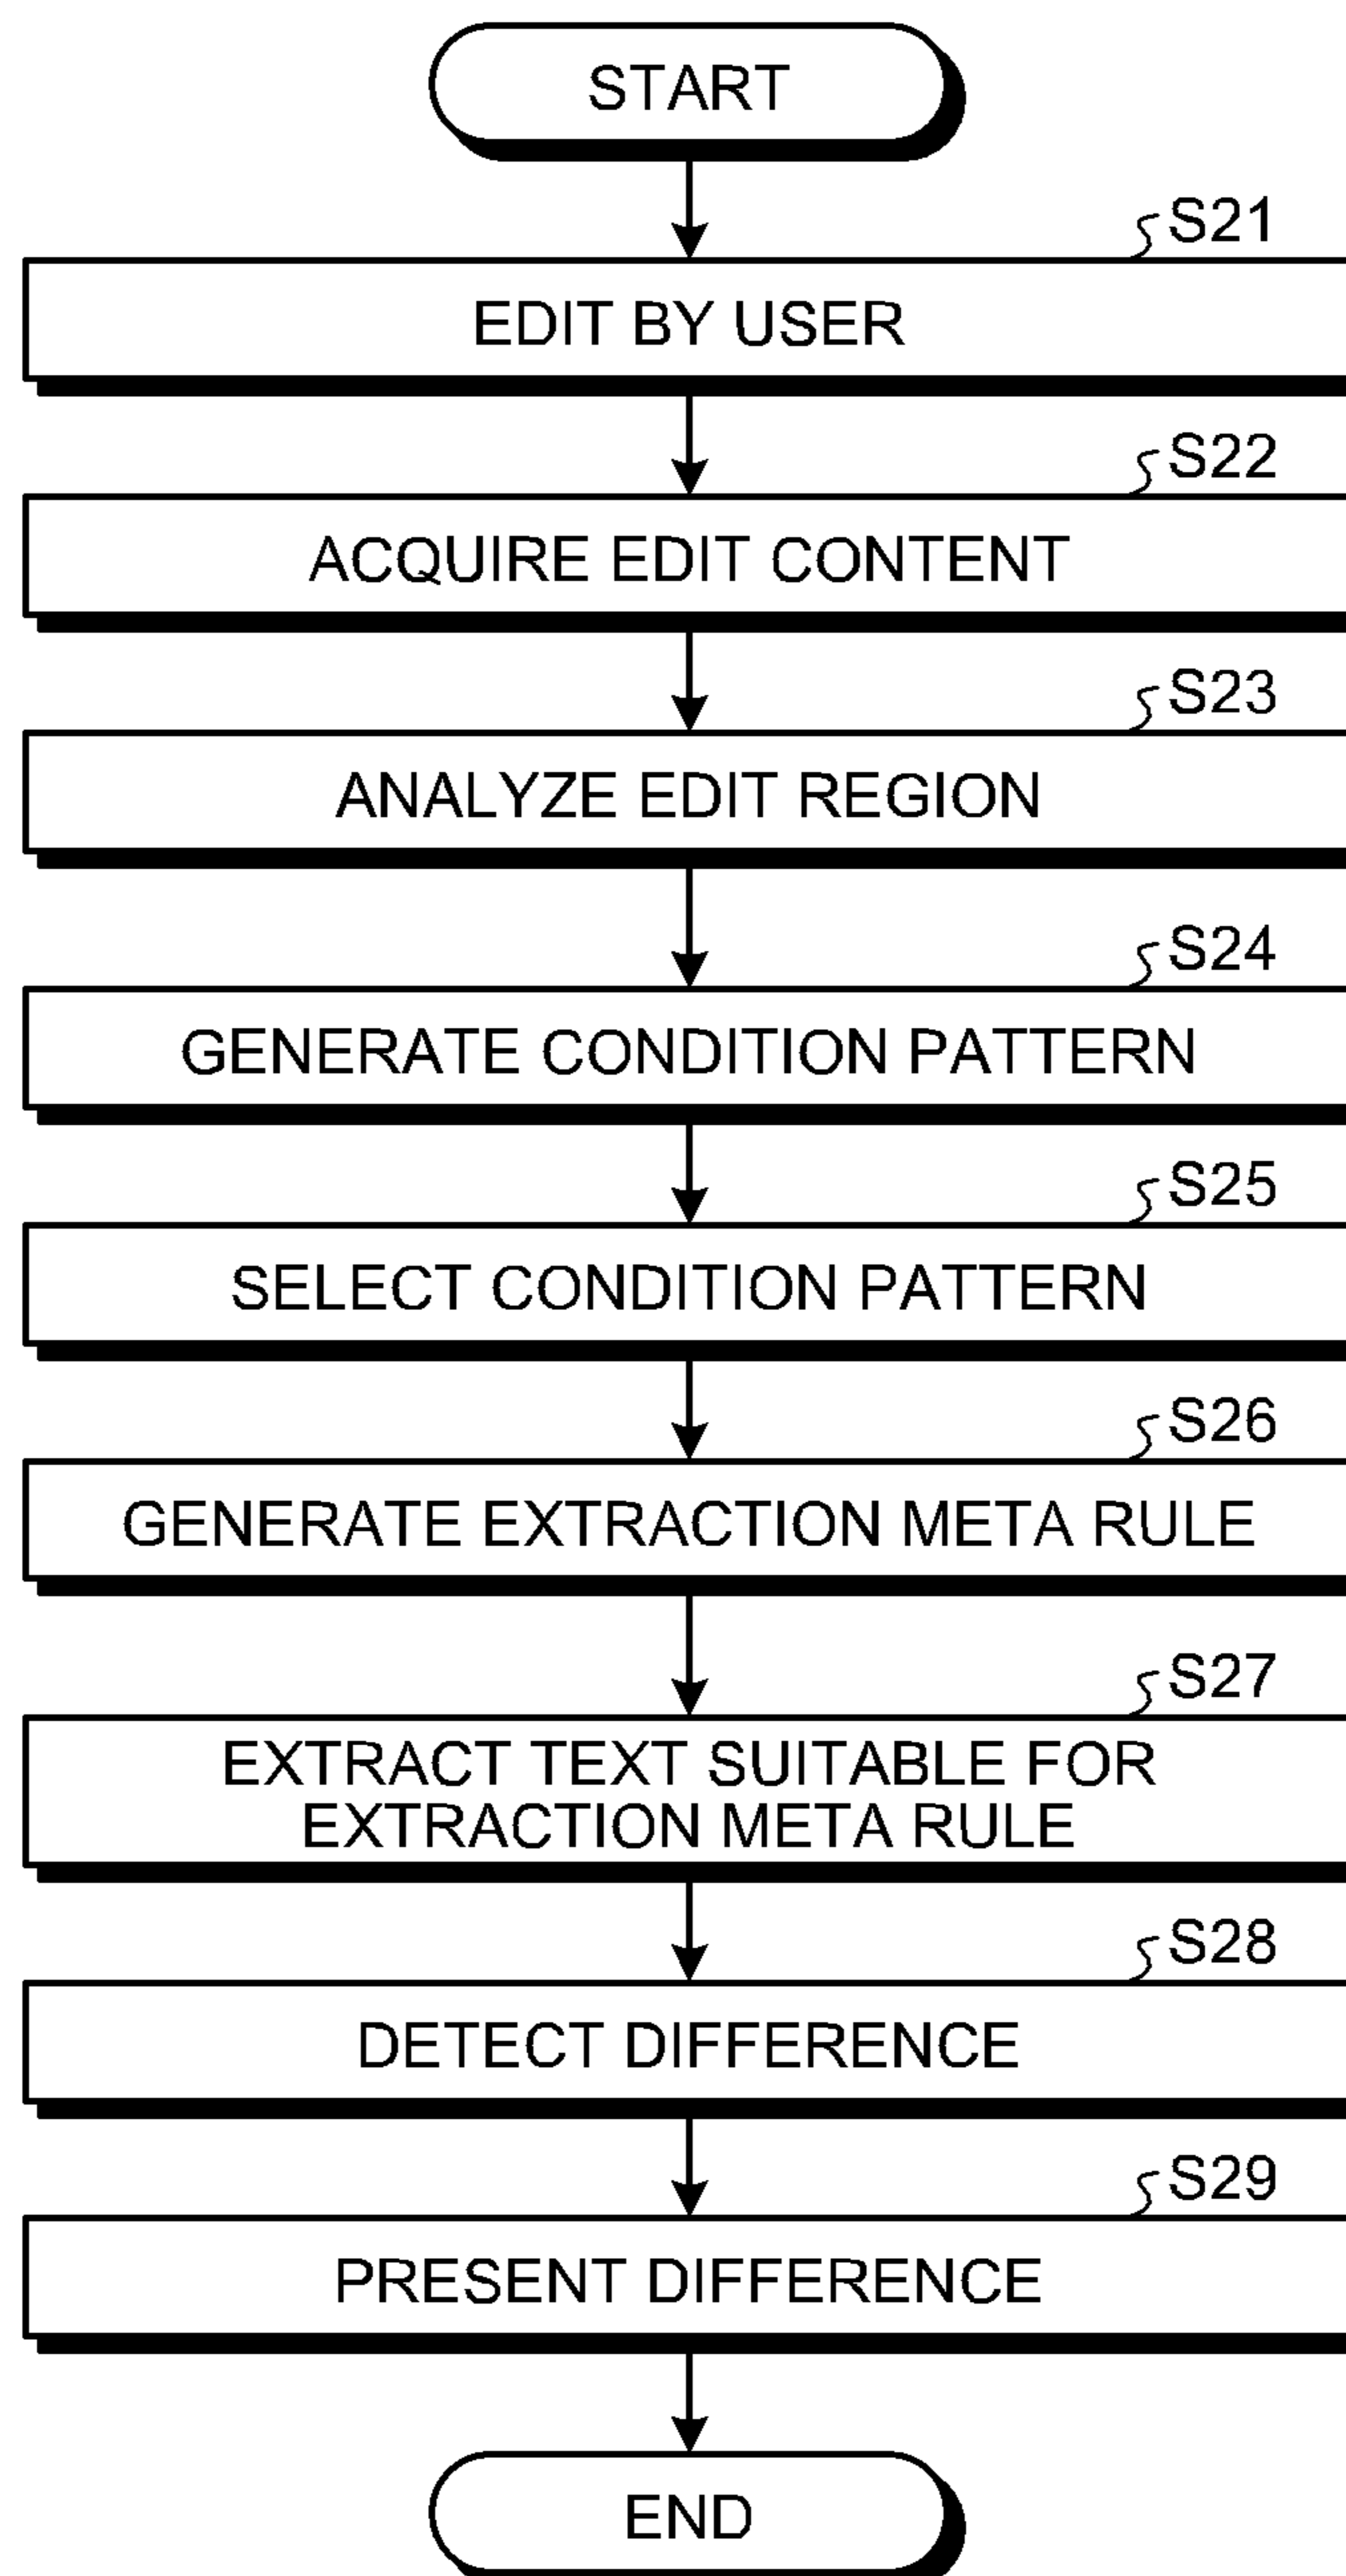 START
S21
EDIT BY USER
S22
ACQUIRE EDIT CONTENT
S23
ANALYZE EDIT REGION
S24
GENERATE CONDITION PATTERN
S25
SELECT CONDITION PATTERN
S26
GENERATE EXTRACTION META RULE
S27
EXTRACT TEXT SUITABLE FOR
EXTRACTION META RULE
S28
DETECT DIFFERENCE
S29
PRESENT DIFFERENCE
END